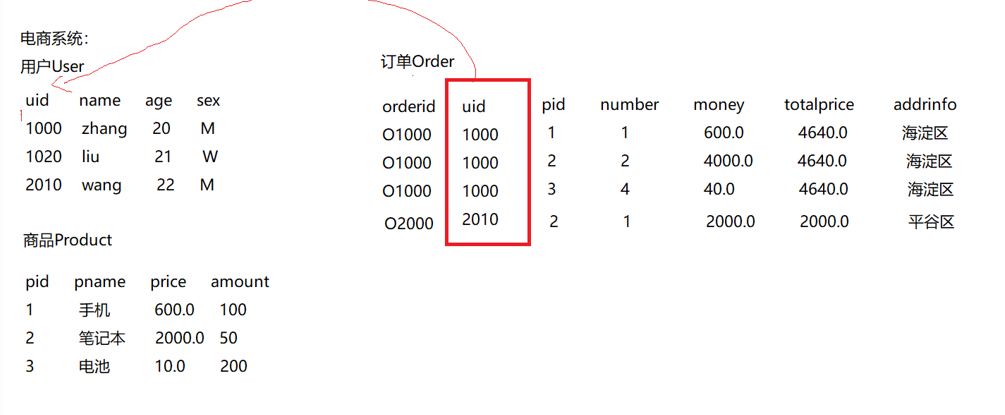 电商系统：
用户User
uid name age sex
1000 zhang 20 M
1020 liu 21 W
2010 wang 22 M
商品Product
pid pname price amount
1 手机 600.0 100
2 笔记本 2000.0 50
3 电池 10.0 200
订单Order
orderid uid pid number money totalprice addrinfo
O1000 1000 1 1 600.0 4640.0 海淀区
O1000 1000 2 2 4000.0 4640.0 海淀区
O1000 1000 3 4 40.0 4640.0 海淀区
O2000 2010 2 1 2000.0 2000.0 平谷区